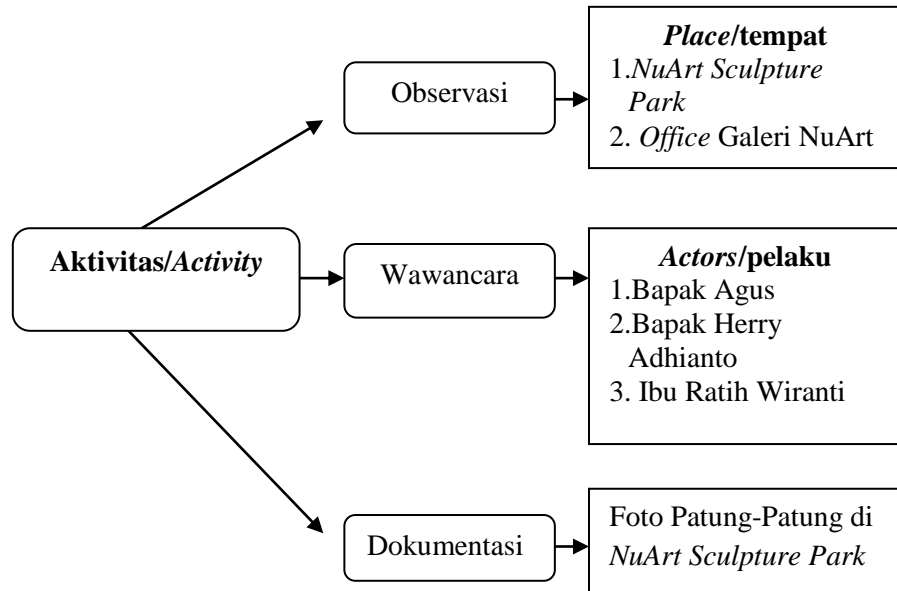 Observasi
Place/tempat
1.NuArt Sculpture
Park
2. Office Galeri NuArt
Aktivitas/Activity
Wawancara
Actors/pelaku
1.Bapak Agus
2.Bapak Herry
Adhianto
3. Ibu Ratih Wiranti
Dokumentasi
Foto Patung-Patung di
NuArt Sculpture Park